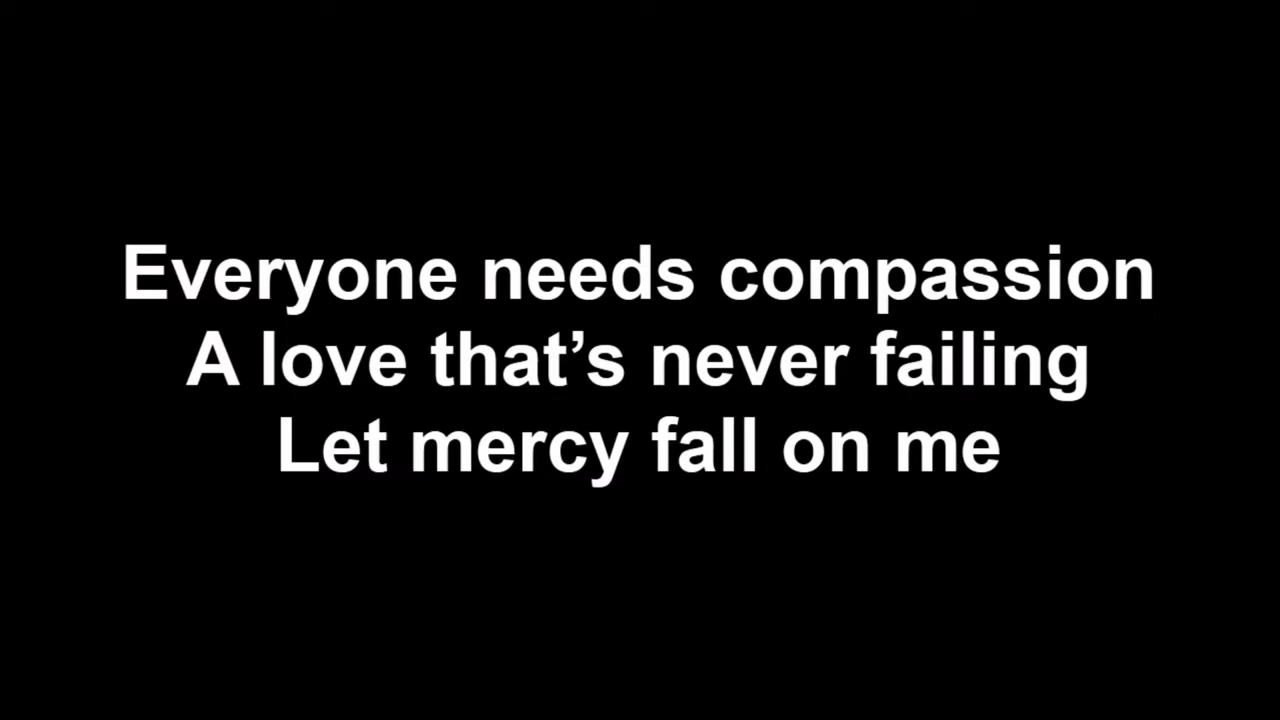 Everyone needs compassion
A love that’s never failing
Let mercy fall on me